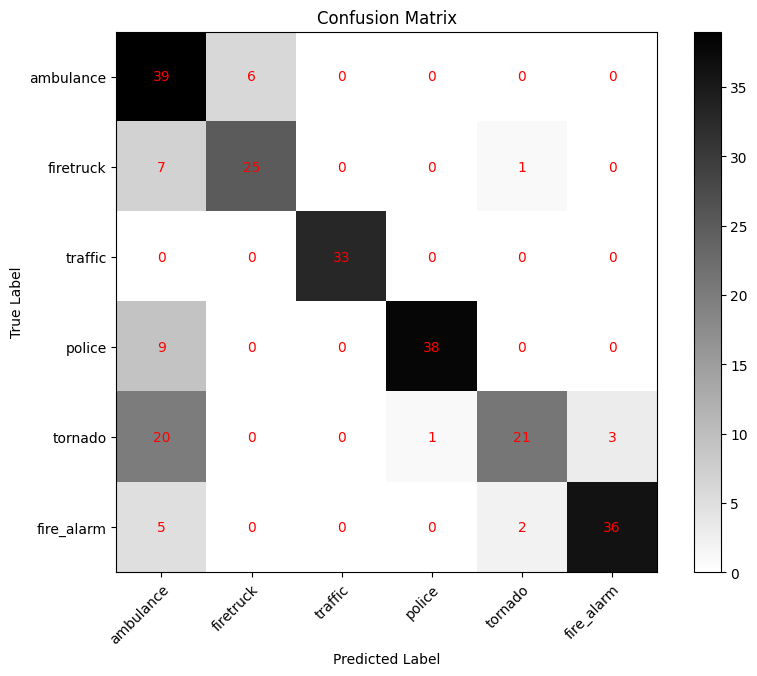 Confusion Matrix
True Label
ambulance 39 6 0 0 0 0
firetruck 7 25 0 0 1 0
traffic 0 0 33 0 0 0
police 9 0 0 38 0 0
tornado 20 0 0 1 21 3
fire_alarm 5 0 0 0 2 36
ambulance firetruck traffic police tornado fire_alarm
Predicted Label
35
30
25
20
15
10
5
0